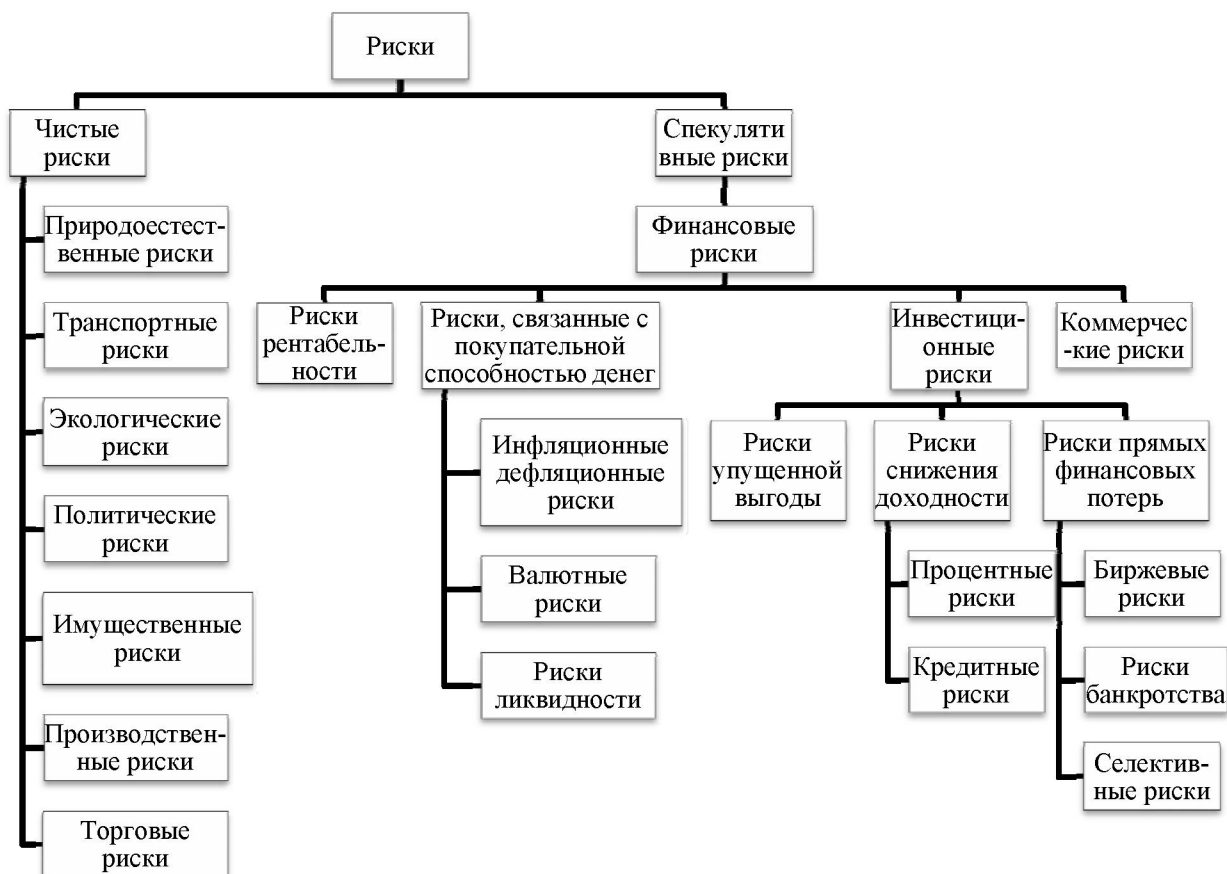 Риски
Чистые
риски
Спекуляти
вные риски
Природоестест-
венные риски
Финансовые
риски
Транспортные
риски
Риски
рентабель-
ности
Риски, связанные с
покупательной
способностью денег
Инвестици-
онные
риски
Коммерчес
-кие риски
Экологические
риски
Инфляционные
дефляционные
риски
Риски
упущенной
выгоды
Риски
снижения
доходности
Риски прямых
финансовых
потерь
Политические
риски
Валютные
риски
Процентные
риски
Биржевые
риски
Имущественные
риски
Риски
ликвидности
Кредитные
риски
Риски
банкротства
Производствен-
ные риски
Селектив-
ные риски
Торговые
риски